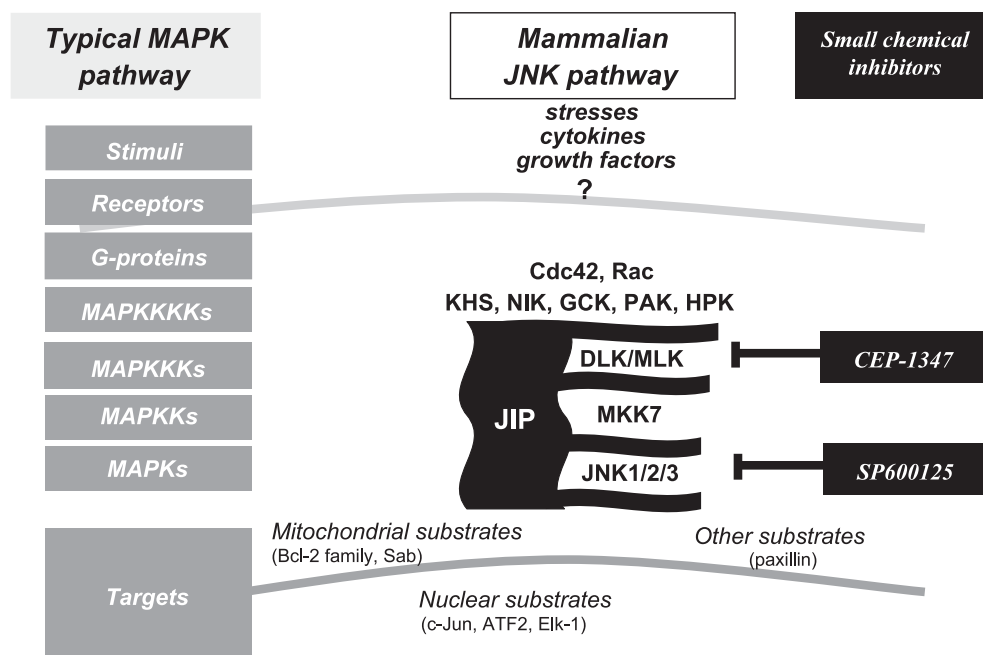 Typical MAPK
pathway
Mammalian
JNK pathway
Small chemical
inhibitors
stresses
cytokines
growth factors
?
Stimuli
Receptors
G-proteins
Cdc42, Rac
MAPKKKKs
KHS, NIK, GCK, PAK, HPK
MAPKKKs
DLK/MLK
CEP-1347
MAPKKs
JIP
MKK7
MAPKs
JNK1/2/3
SP600125
Mitochondrial substrates
(Bcl-2 family, Sab)
Other substrates
(paxillin)
Targets
Nuclear substrates
(c-Jun, ATF2, Elk-1)